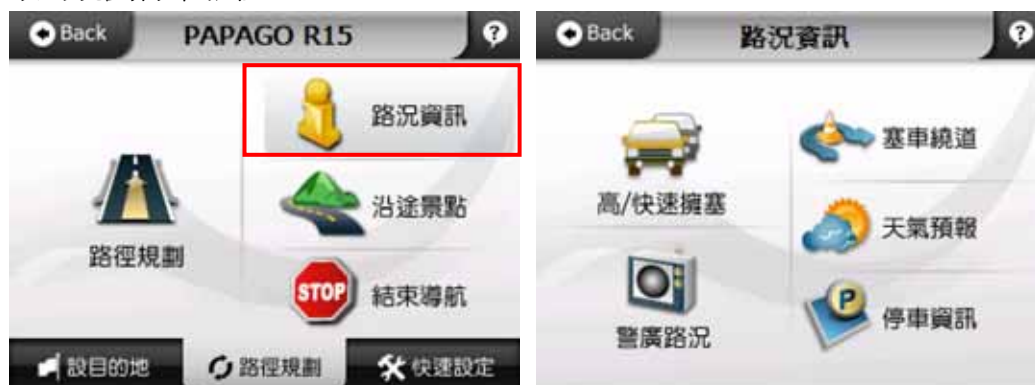 Back
PAPAGO R15
?
路況資訊
沿途景點
路徑規劃
STOP
結束導航
設目的地
路徑規劃
快速設定
Back
路況資訊
?
塞車繞道
高/快速擁塞
天氣預報
P
停車資訊
警廣路況